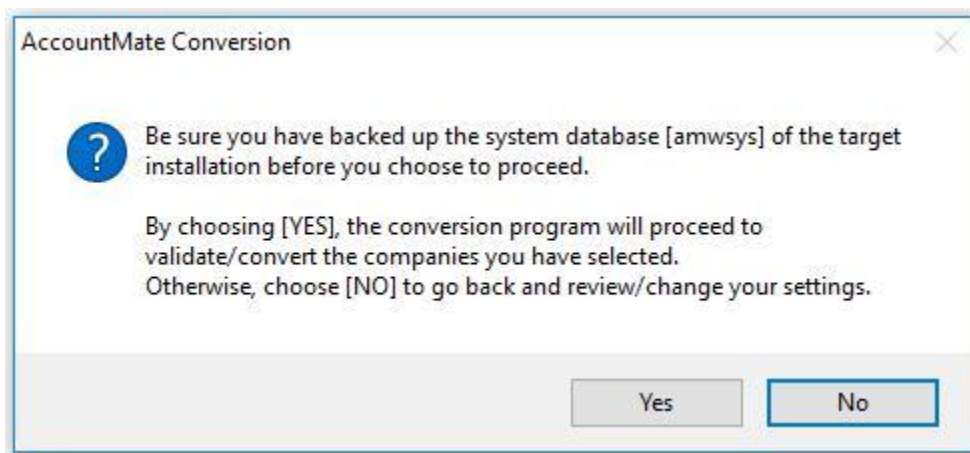 AccountMate Conversion
?
Be sure you have backed up the system database [amwsys] of the target
installation before you choose to proceed.
By choosing [YES], the conversion program will proceed to
validate/convert the companies you have selected.
Otherwise, choose [NO] to go back and review/change your settings.
Yes No